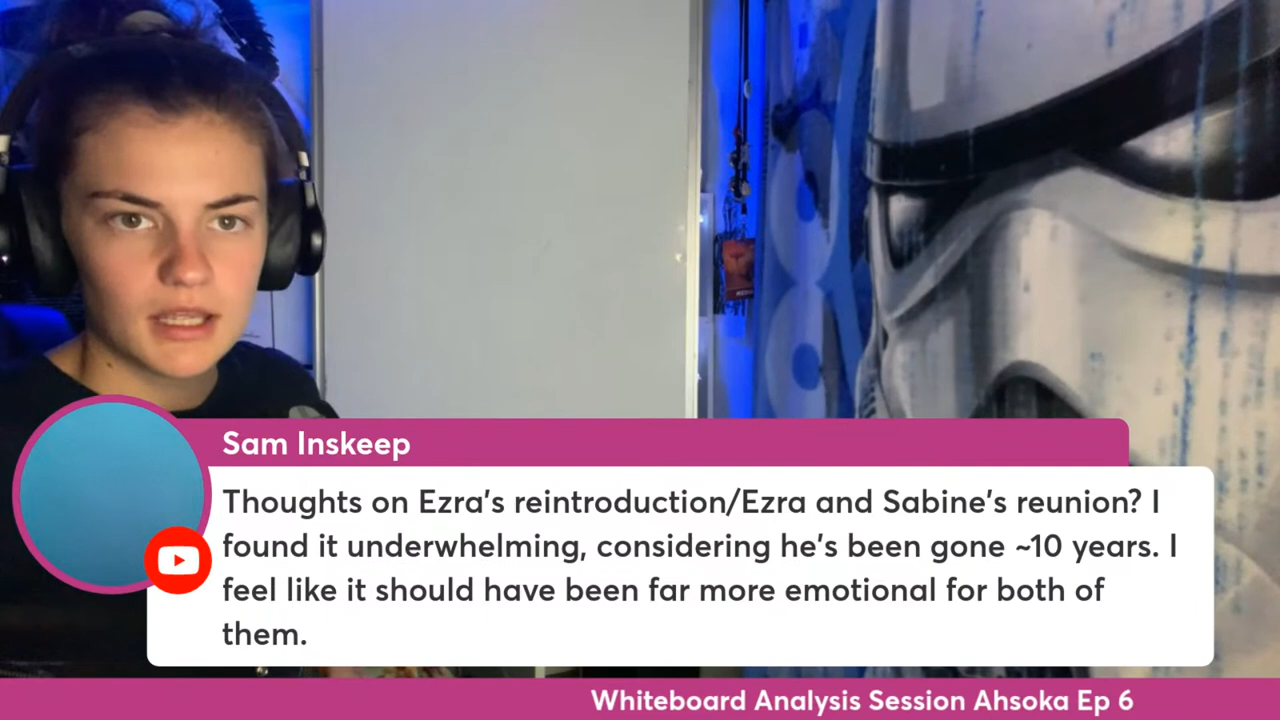 Sam Inskeep
Thoughts on Ezra's reintroduction/Ezra and Sabine's reunion? I
found it underwhelming, considering he's been gone ~10 years. I
feel like it should have been far more emotional for both of
them.
Whiteboard Analysis Session Ahsoka Ep 6